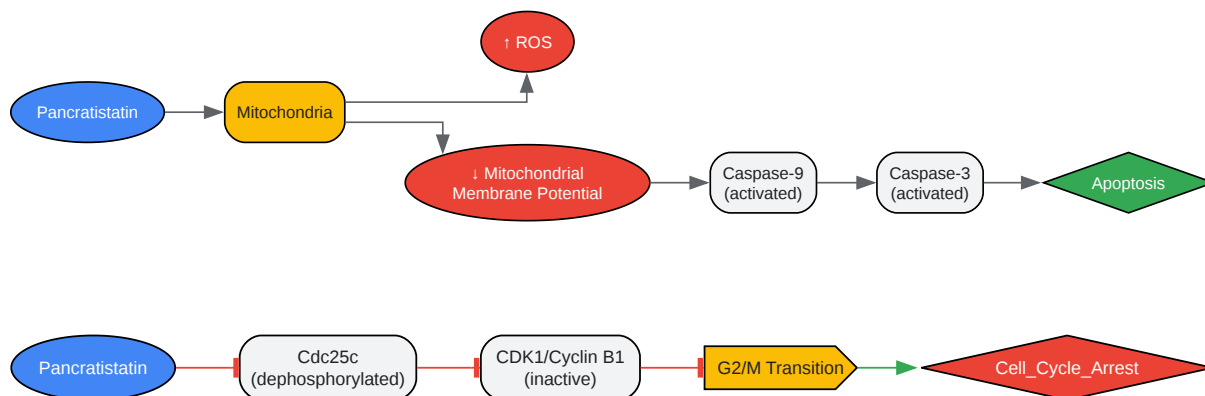 ↑ ROS
Pancratistatin
Mitochondria
↓ Mitochondrial
Membrane Potential
Caspase-9
(activated)
Caspase-3
(activated)
Apoptosis
Pancratistatin
Cdc25c
(dephosphorylated)
CDK1/Cyclin B1
(inactive)
G2/M Transition
Cell_Cycle_Arrest